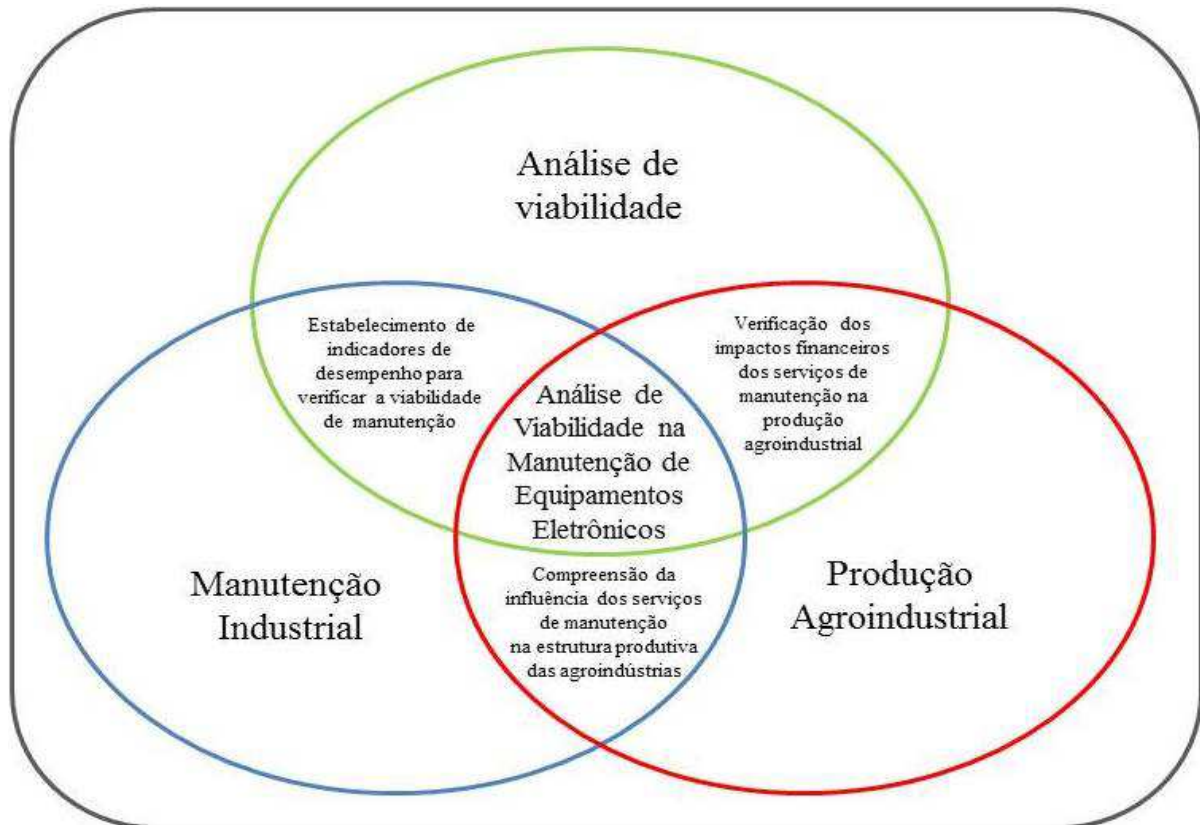 Análise de
viabilidade
Estabelecimento de
indicadores de
desempenho para
verificar a viabilidade
de manutenção
Verificação dos
impactos financeiros
dos serviços de
manutenção na
produção
agroindustrial
Análise de
Viabilidade na
Manutenção de
Equipamentos
Eletrônicos
Manutenção
Industrial
Compreensão da
influência dos serviços
de manutenção
na estrutura produtiva
das agroindústrias
Produção
Agroindustrial